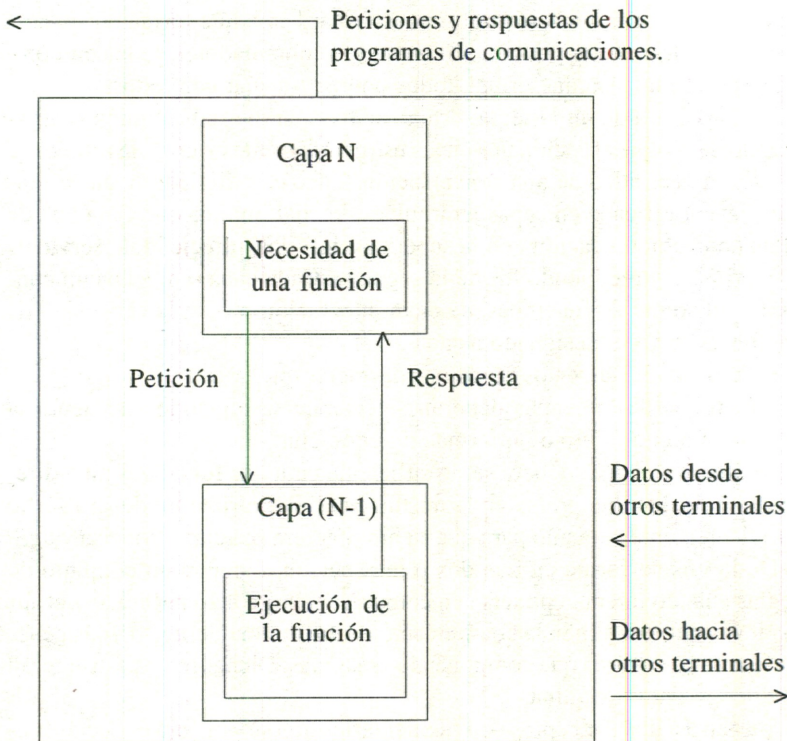 Peticiones y respuestas de los
programas de comunicaciones.
Capa N
Necesidad de
una función
Petición
Respuesta
Capa (N-1)
Ejecución de
la función
Datos desde
otros terminales
Datos hacia
otros terminales